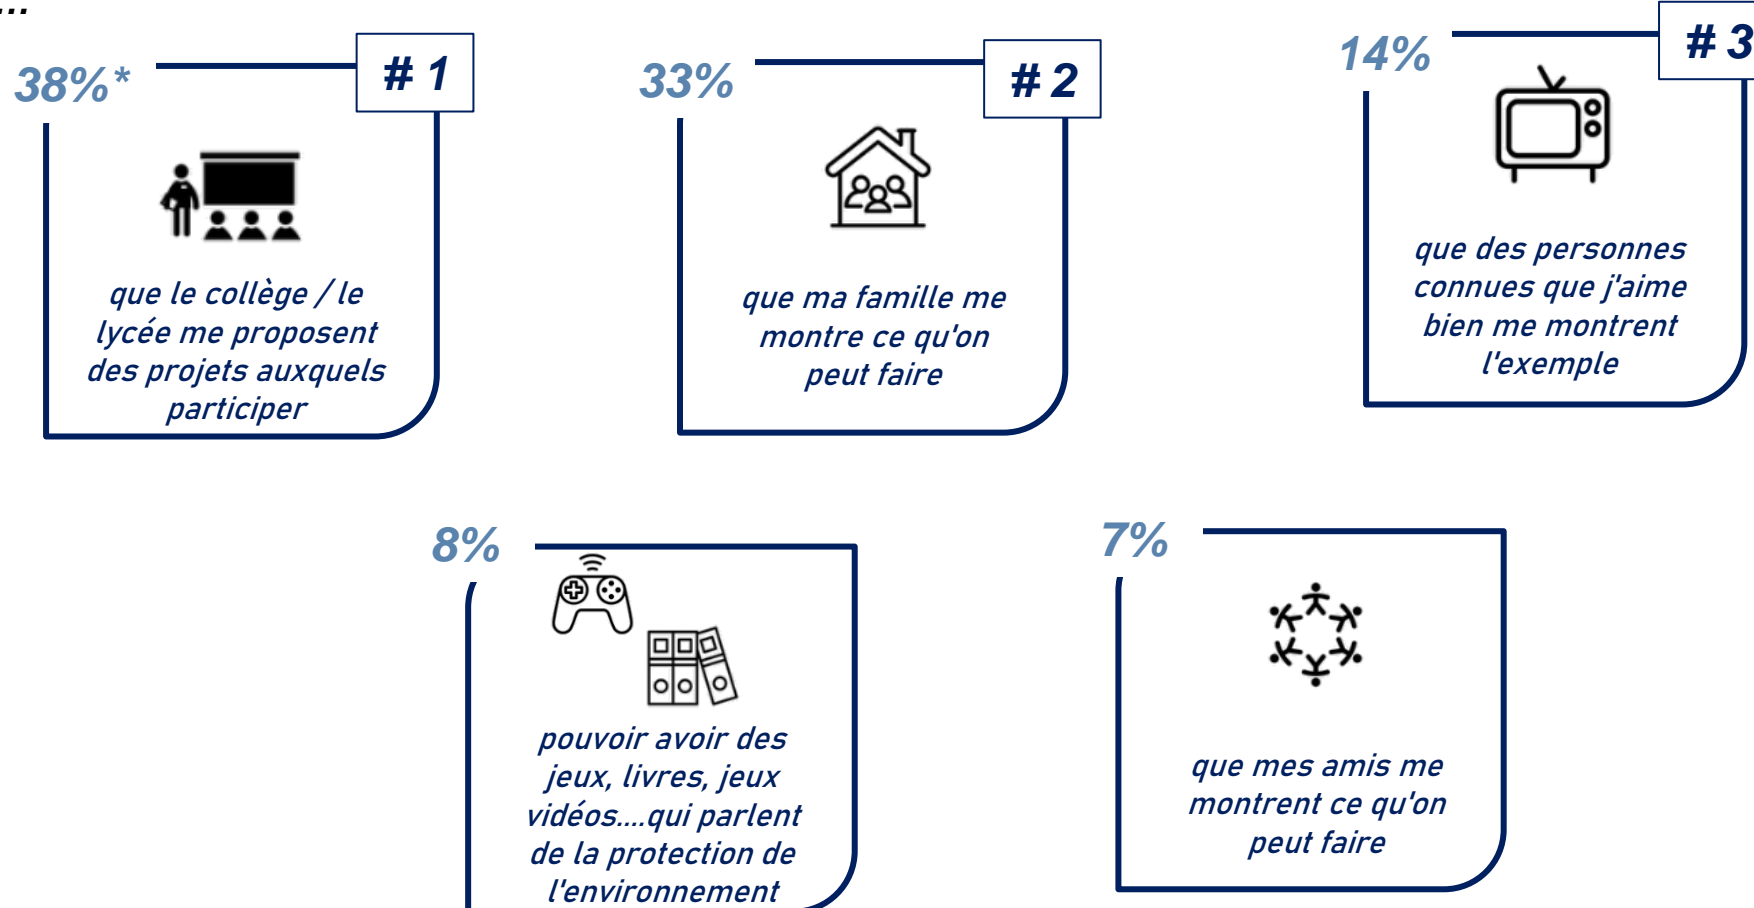 ...
38%*
# 1
que le collège / le
lycée me proposent
des projets auxquels
participer
33%
# 2
que ma famille me
montre ce qu'on
peut faire
14%
# 3
que des personnes
connues que j'aime
bien me montrent
l'exemple
8%
pouvoir avoir des
jeux, livres, jeux
vidéos....qui parlent
de la protection de
l'environnement
7%
que mes amis me
montrent ce qu'on
peut faire